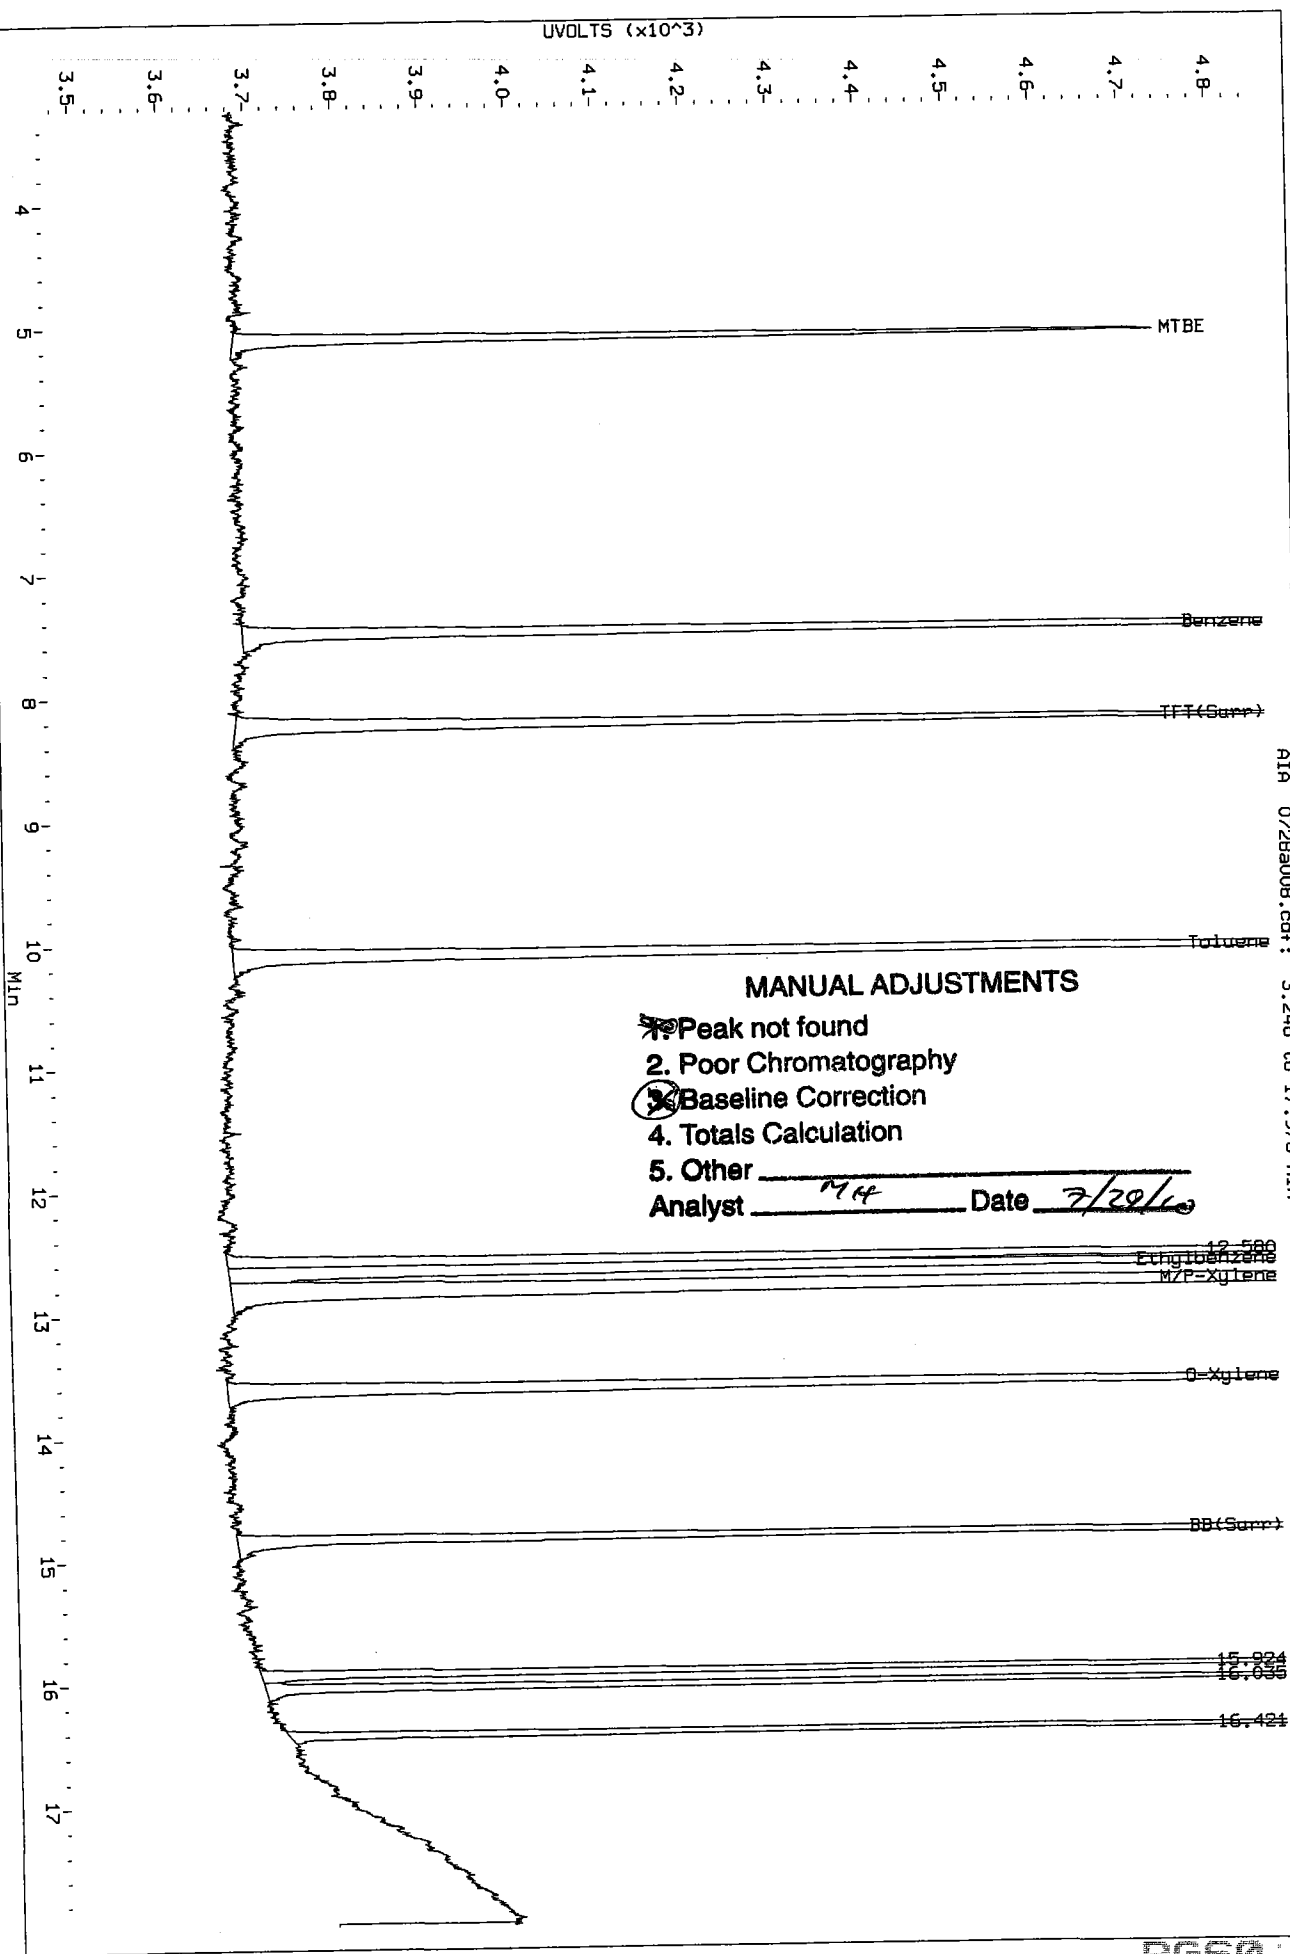 UVOLTS (x10^3)
3.5
3.6
3.7
3.8
3.9
4.0
4.1
4.2
4.3
4.4
4.5
4.6
4.7
4.8
4
5
6
7
8
9
10
11
12
13
14
15
16
17
Min
MTBE
Benzene
TFT(Surr)
Toluene
12.580
Ethylbenzene
M/P-Xylene
O-Xylene
BB(Surr)
15.924
16.035
16.421
MANUAL ADJUSTMENTS
1. Peak not found
2. Poor Chromatography
3. Baseline Correction
4. Totals Calculation
5. Other
Analyst MH Date
AIA